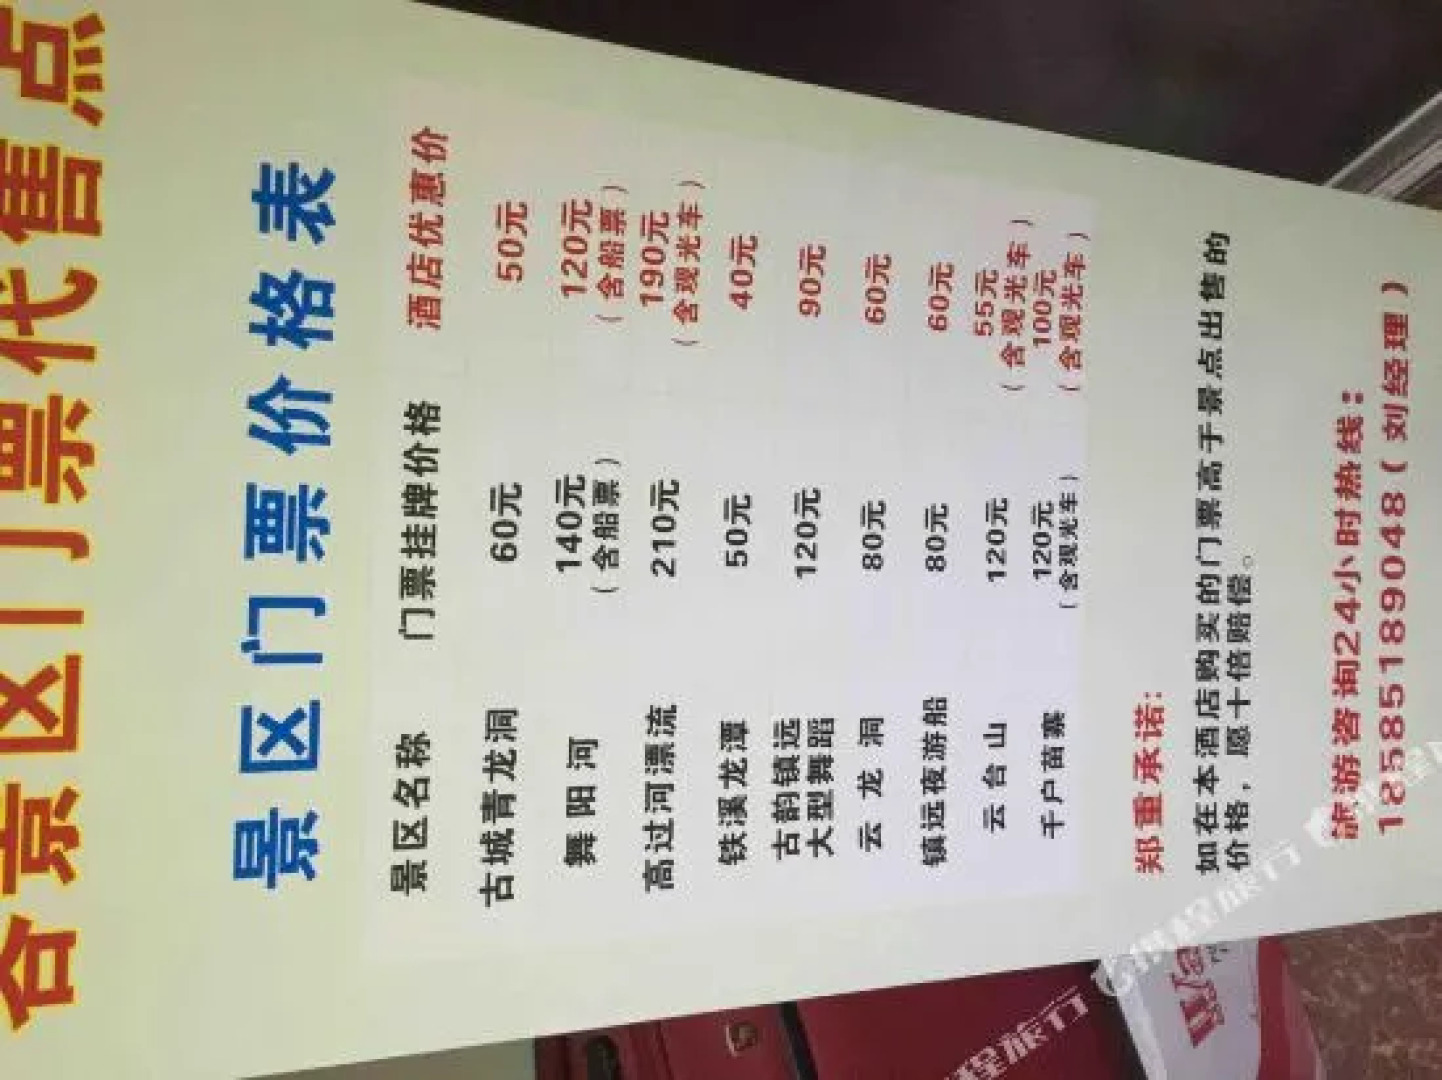 各景区门票代售点
景区门票价格表
景区名称 门票挂牌价格 酒店优惠价
古城青龙洞 60元 50元
舞阳河 140元 120元
（含船票） （含船票）
高过河漂流 210元 190元
（含观光车）
铁溪龙潭 50元 40元
古韵镇远
大型舞蹈 120元 90元
云龙洞 80元 60元
镇远夜游船 80元 60元
云台山 120元 55元
（含观光车）
千户苗寨 120元 100元
（含观光车） （含观光车）
郑重承诺:
如在本酒店购买的门票高于景点出售的
价格，愿十倍赔偿。
旅游咨询24小时热线：
18585189048（刘经理）
携程旅行
程旅行